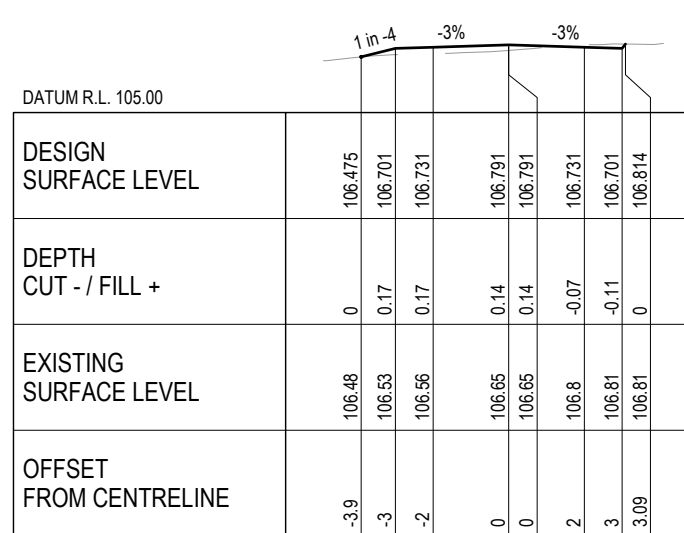 1 in -4 -3% -3%
DATUM R.L. 105.00
DESIGN
SURFACE LEVEL
106.475 106.701 106.731 106.791 106.791 106.731 106.701 106.814
DEPTH
CUT - / FILL +
0 0.17 0.17 0.14 0.14 -0.07 -0.11 0
EXISTING
SURFACE LEVEL
106.48 106.53 106.56 106.65 106.65 106.8 106.81 106.81
OFFSET
FROM CENTRELINE
-3.9 -3 -2 0 0 2 3 3.09